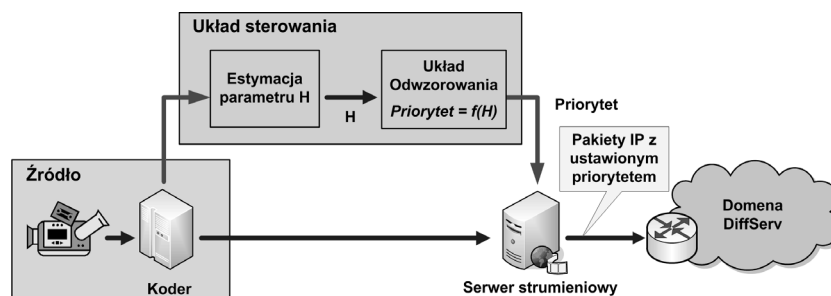 Układ sterowania
Estymacja
parametru H
H
Układ
Odwzorowania
Priorytet = f(H)
Priorytet
Pakiety IP z
ustawionym
priorytetem
Źródło
Koder
Serwer strumieniowy
Domena
DiffServ